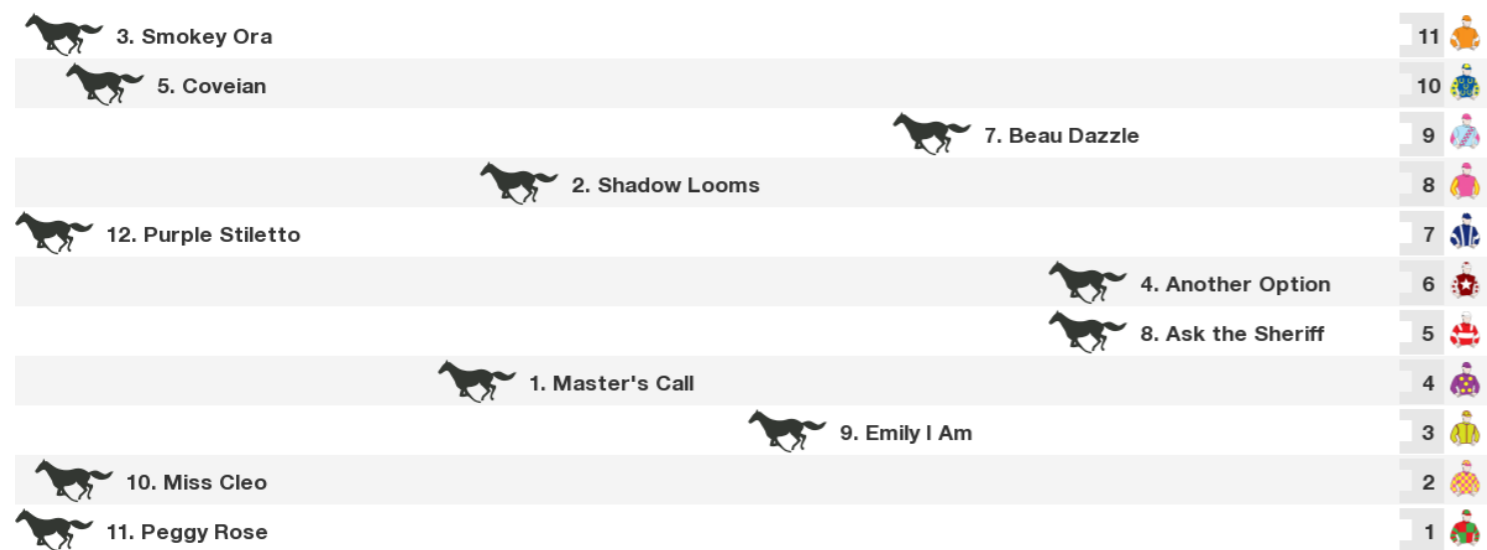 3. Smokey Ora 11
5. Coveian 10
7. Beau Dazzle 9
2. Shadow Looms 8
12. Purple Stiletto 7
4. Another Option 6
8. Ask the Sheriff 5
1. Master's Call 4
9. Emily I Am 3
10. Miss Cleo 2
11. Peggy Rose 1